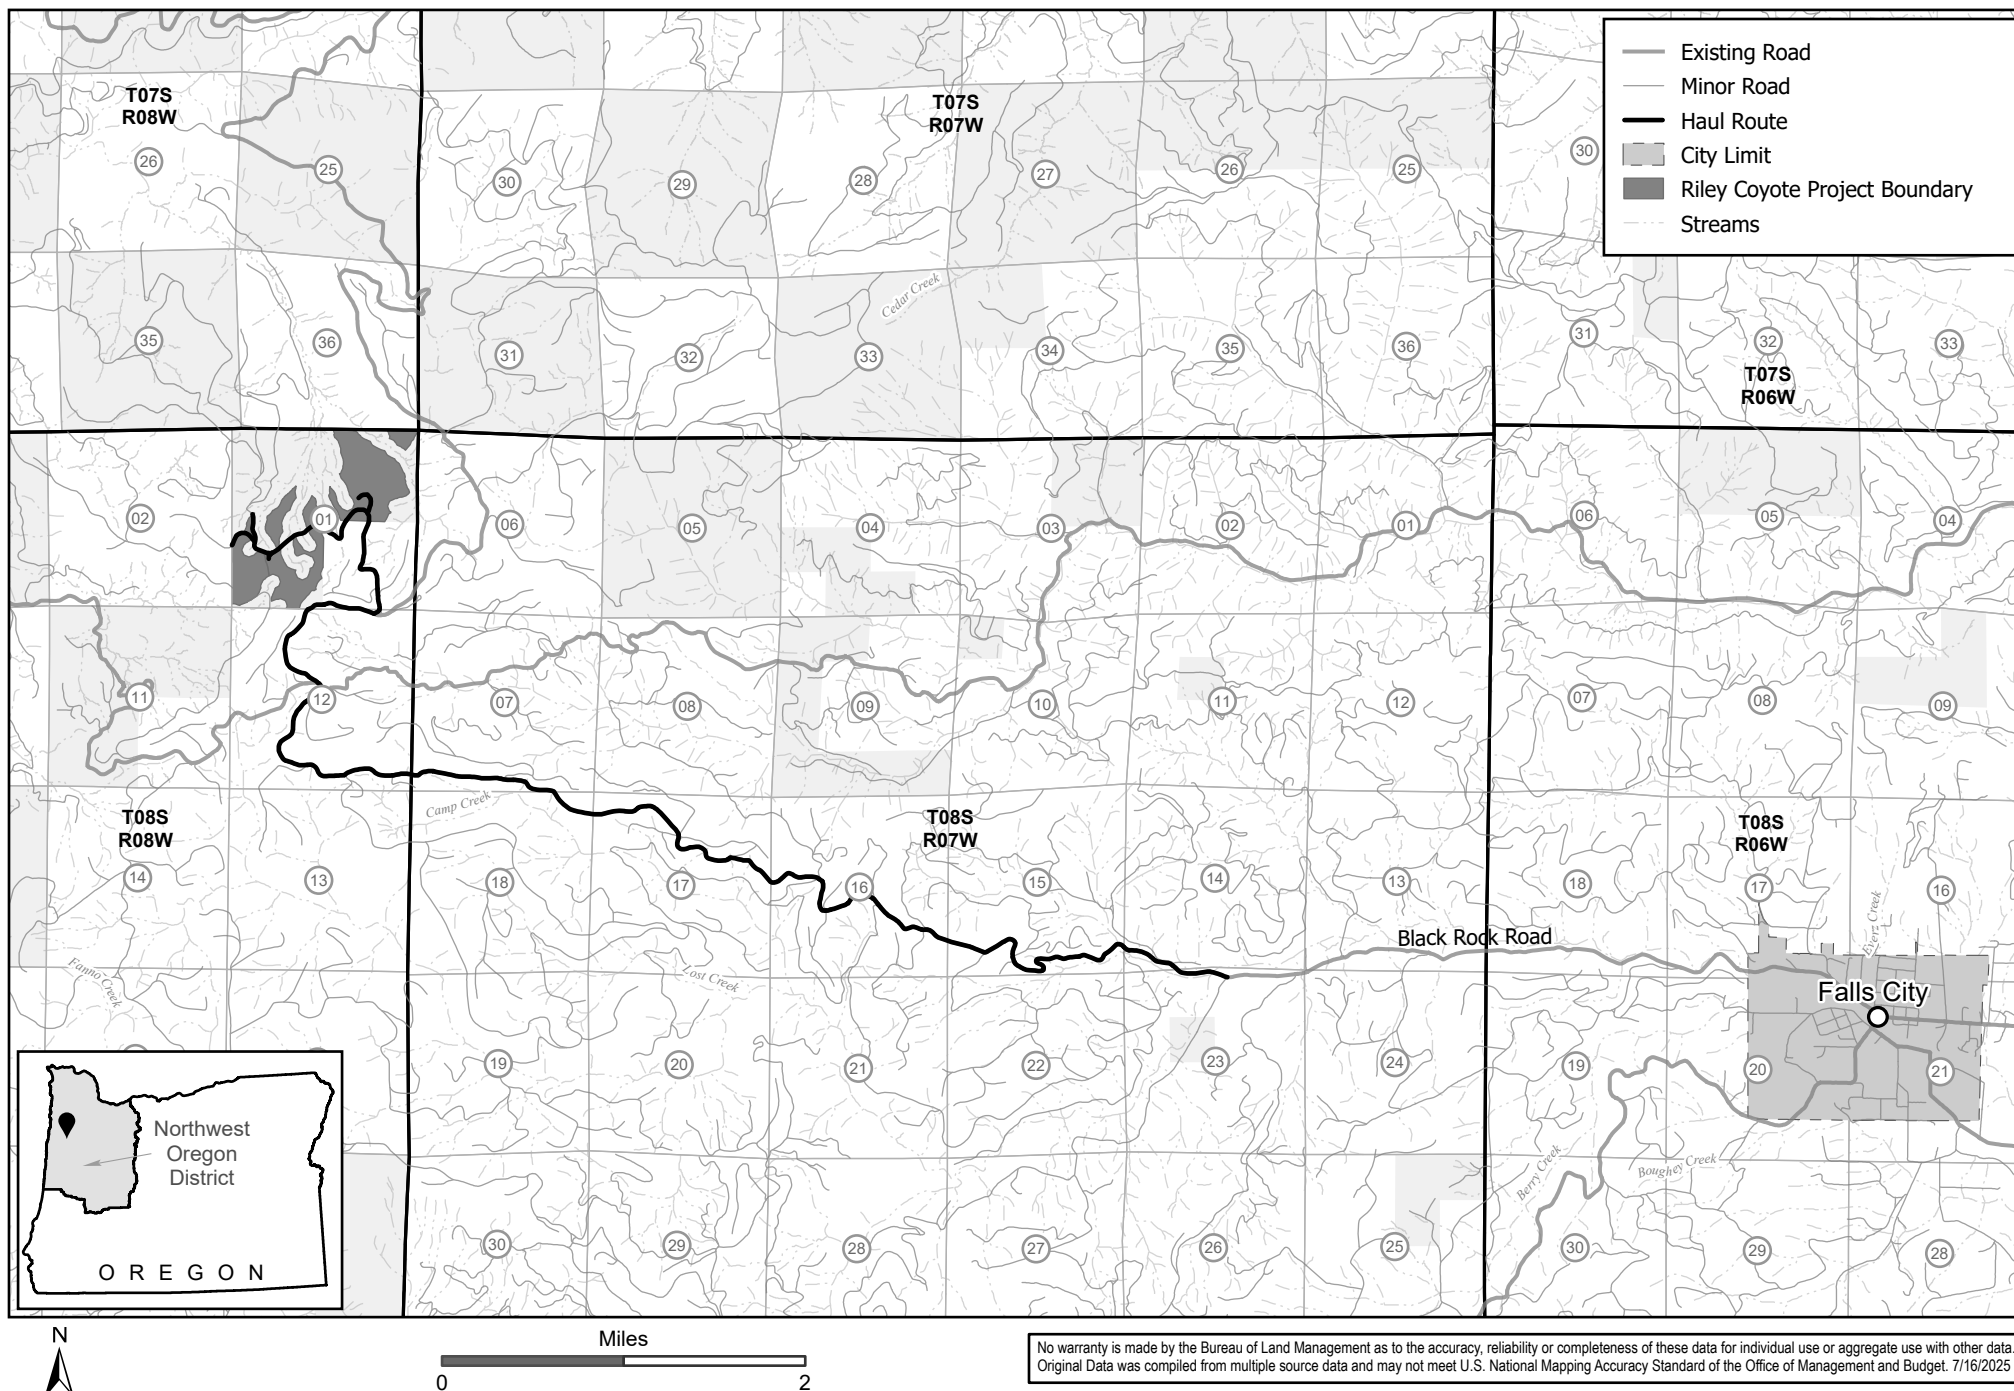 Existing Road
Minor Road
Haul Route
City Limit
Riley Coyote Project Boundary
Streams
T07S
R08W
T07S
R07W
26
25
30
29
28
27
26
25
30
Cedar Creek
35
36
31
32
33
34
35
36
31
32
33
T07S
R06W
02
01
06
05
04
03
02
01
06
05
04
11
12
07
08
09
10
11
12
07
08
09
Camp Creek
T08S
R08W
T08S
R07W
T08S
R06W
14
13
18
17
16
15
14
13
18
17
16
Ever? Creek
Black Rock Road
Fanno Creek
Lost Creek
Falls City
19
20
21
22
23
24
19
20
21
Berry Creek
Boughey Creek
30
29
28
27
26
25
30
29
28
Northwest
Oregon
District
OREGON
N
Miles
0
2
No warranty is made by the Bureau of Land Management as to the accuracy, reliability or completeness of these data for individual use or aggregate use with other data.
Original Data was compiled from multiple source data and may not meet U.S. National Mapping Accuracy Standard of the Office of Management and Budget. 7/16/2025